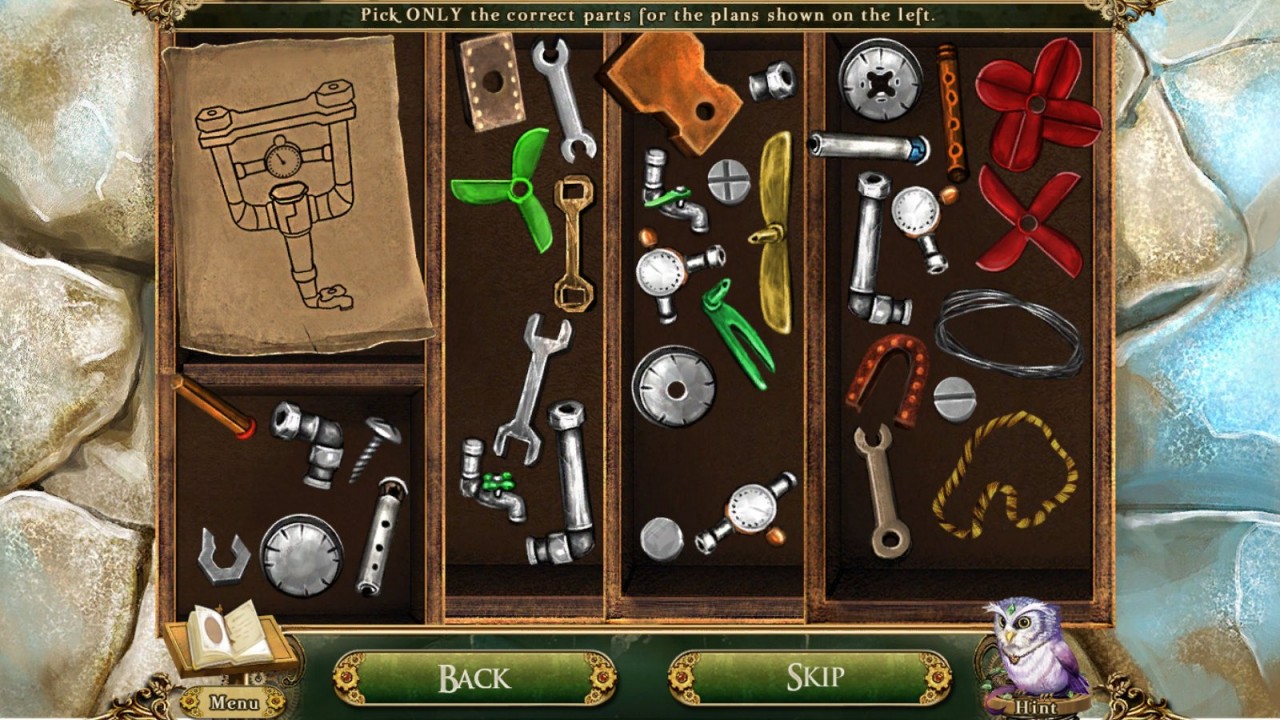 Pick ONLY the correct parts for the plans shown on the left.
BACK
SKIP
Menu
Hint